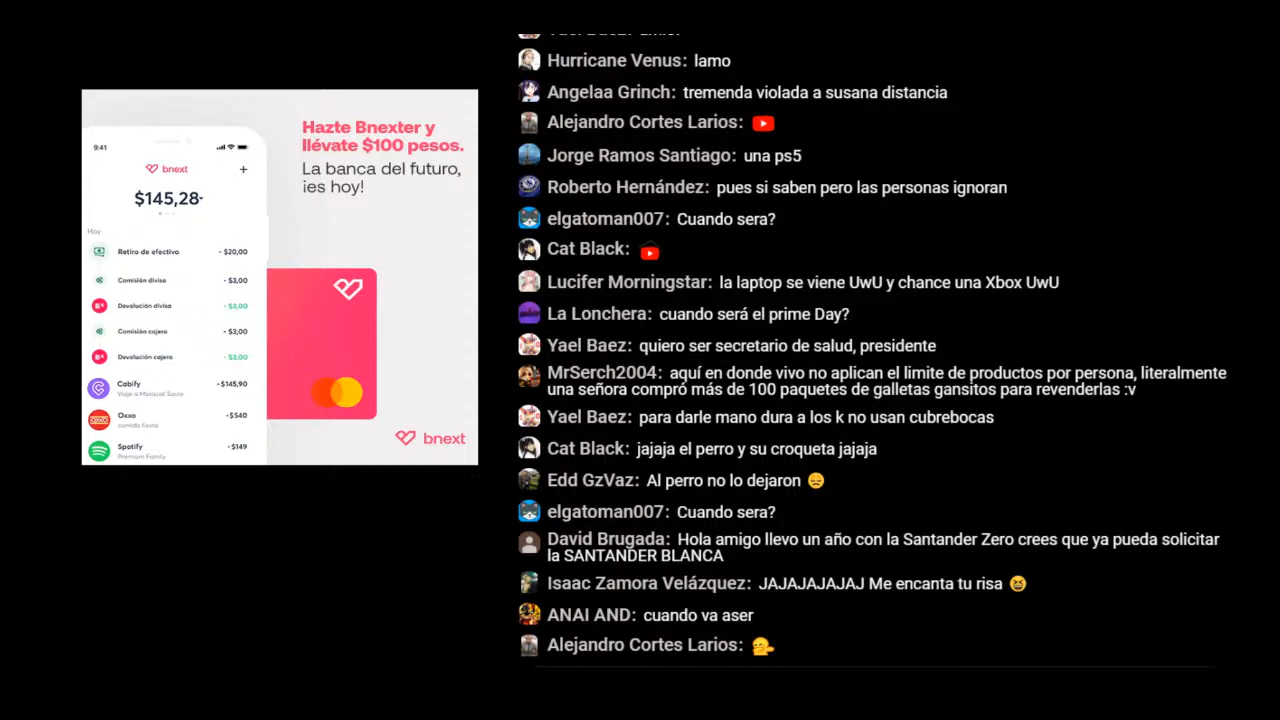 Hazte Bnexter y
llévate $100 pesos.
La banca del futuro,
¡es hoy!
9:41
bnext
+
$145,28-
Hoy
Retiro de efectivo - $20,00
Comisión divisa - $3,00
Devolución divisa - $3,00
Comisión cajero - $3,00
Devolución cajero - $3,00
Cabify -$145,90
Viaje a Mariscal Sucre
Oxxo -$540
comida fiesta
Spotify -$149
Premium Family
bnext
Hurricane Venus: lamo
Angelaa Grinch: tremenda violada a susana distancia
Alejandro Cortes Larios:
Jorge Ramos Santiago: una ps5
Roberto Hernández: pues si saben pero las personas ignoran
elgatoman007: Cuando sera?
Cat Black:
Lucifer Morningstar: la laptop se viene UwU y chance una Xbox UwU
La Lonchera: cuando será el prime Day?
Yael Baez: quiero ser secretario de salud, presidente
MrSerch2004: aquí en donde vivo no aplican el limite de productos por persona, literalmente
una señora compró más de 100 paquetes de galletas gansitos para revenderlas :v
Yael Baez: para darle mano dura a los k no usan cubrebocas
Cat Black: jajaja el perro y su croqueta jajaja
Edd GzVaz: Al perro no lo dejaron 😞
elgatoman007: Cuando sera?
David Brugada: Hola amigo llevo un año con la Santander Zero crees que ya pueda solicitar
la SANTANDER BLANCA
Isaac Zamora Velázquez: JAJAJAJAJAJ Me encanta tu risa 😆
ANAI AND: cuando va aser
Alejandro Cortes Larios: